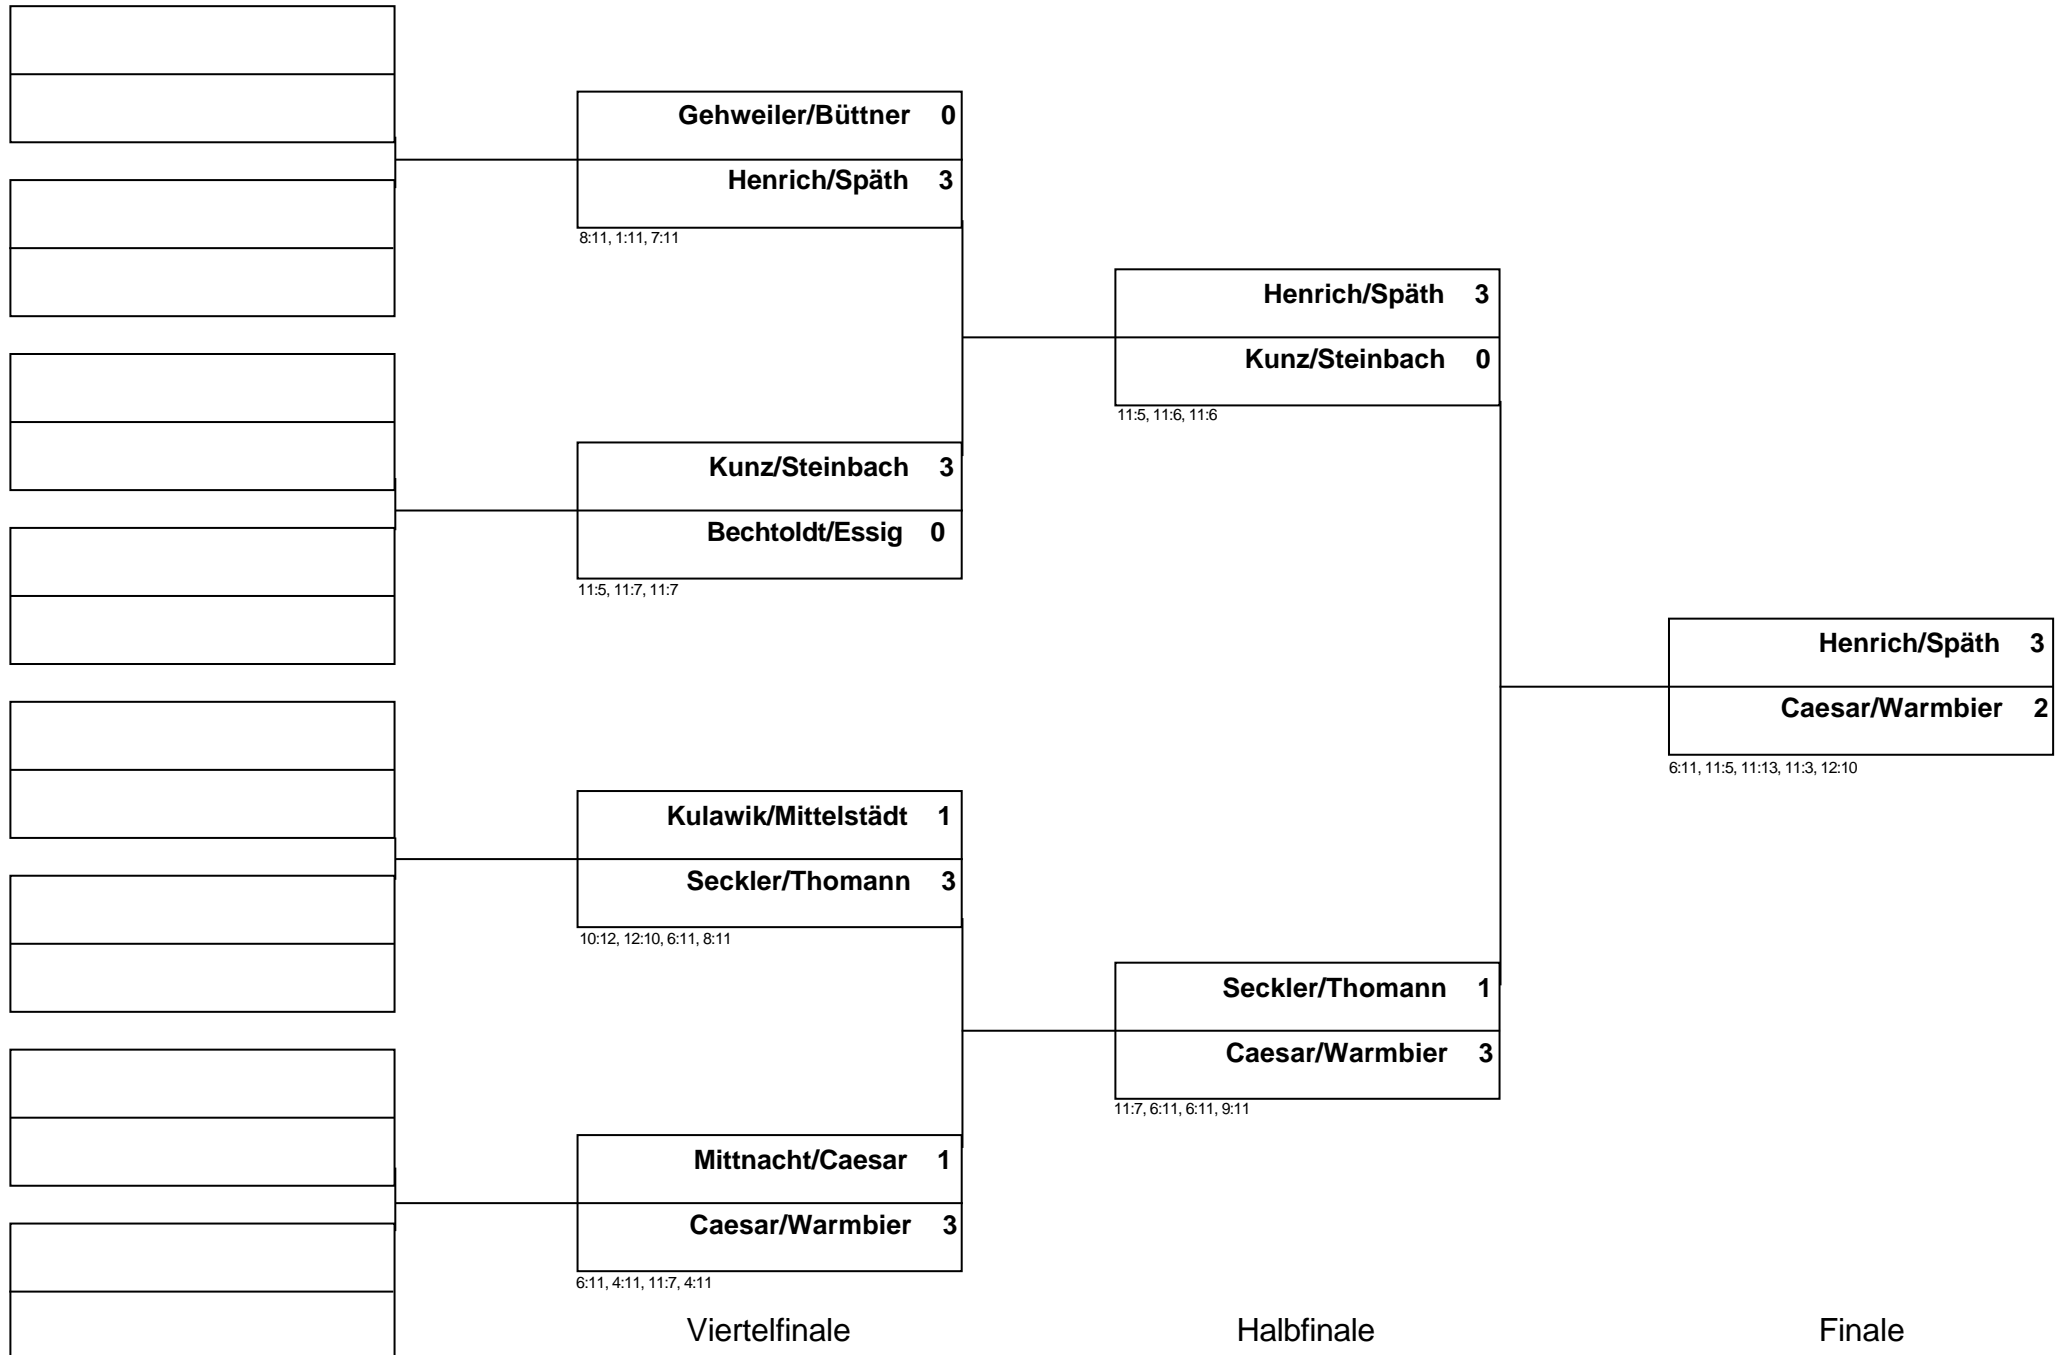 Gehweiler/Büttner 0
Henrich/Späth 3
8:11, 1:11, 7:11
Kunz/Steinbach 3
Bechtoldt/Essig 0
11:5, 11:7, 11:7
Kulawik/Mittelstädt 1
Seckler/Thomann 3
10:12, 12:10, 6:11, 8:11
Mittnacht/Caesar 1
Caesar/Warmbier 3
6:11, 4:11, 11:7, 4:11
Viertelfinale
Henrich/Späth 3
Kunz/Steinbach 0
11:5, 11:6, 11:6
Seckler/Thomann 1
Caesar/Warmbier 3
11:7, 6:11, 6:11, 9:11
Halbfinale
Henrich/Späth 3
Caesar/Warmbier 2
6:11, 11:5, 11:13, 11:3, 12:10
Finale